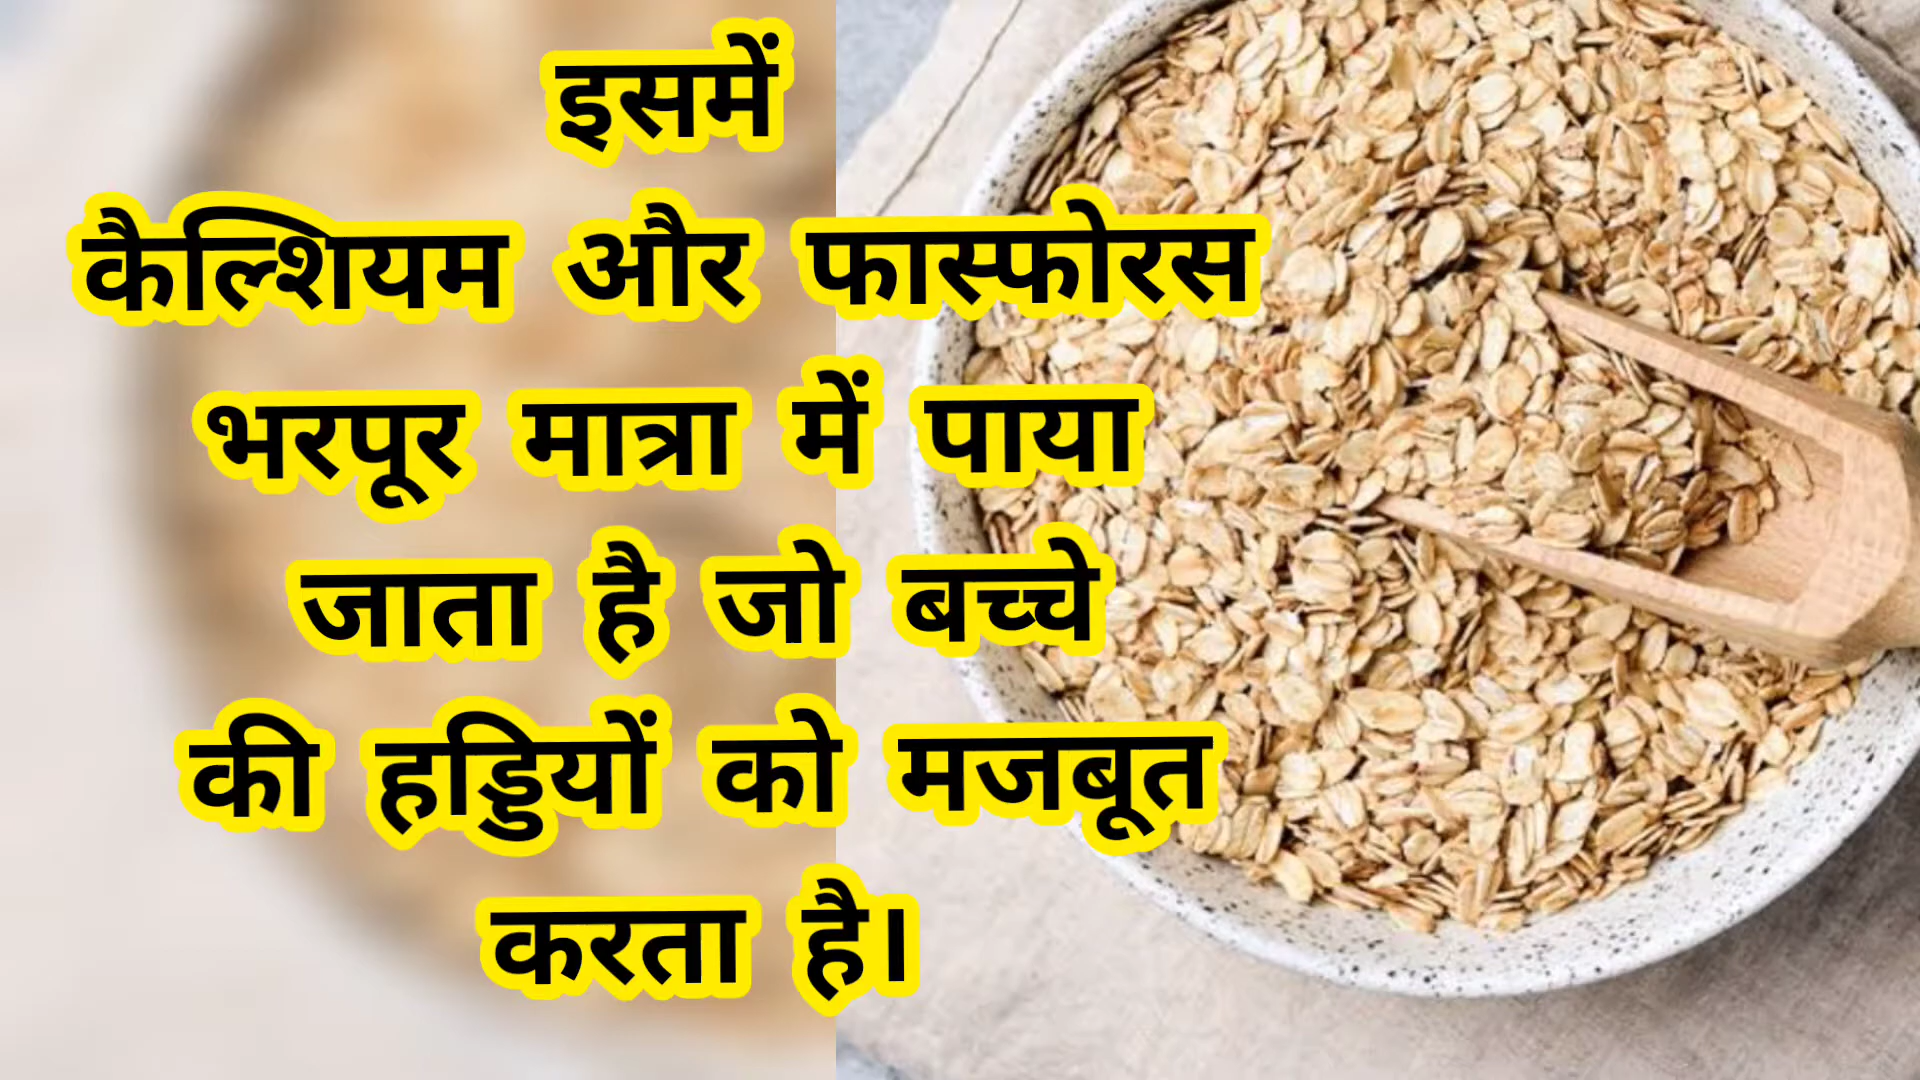 इसमें
कैल्शियम और फास्फोरस
भरपूर मात्रा में पाया
जाता है जो बच्चे
की हड्डियों को मजबूत
करता है।